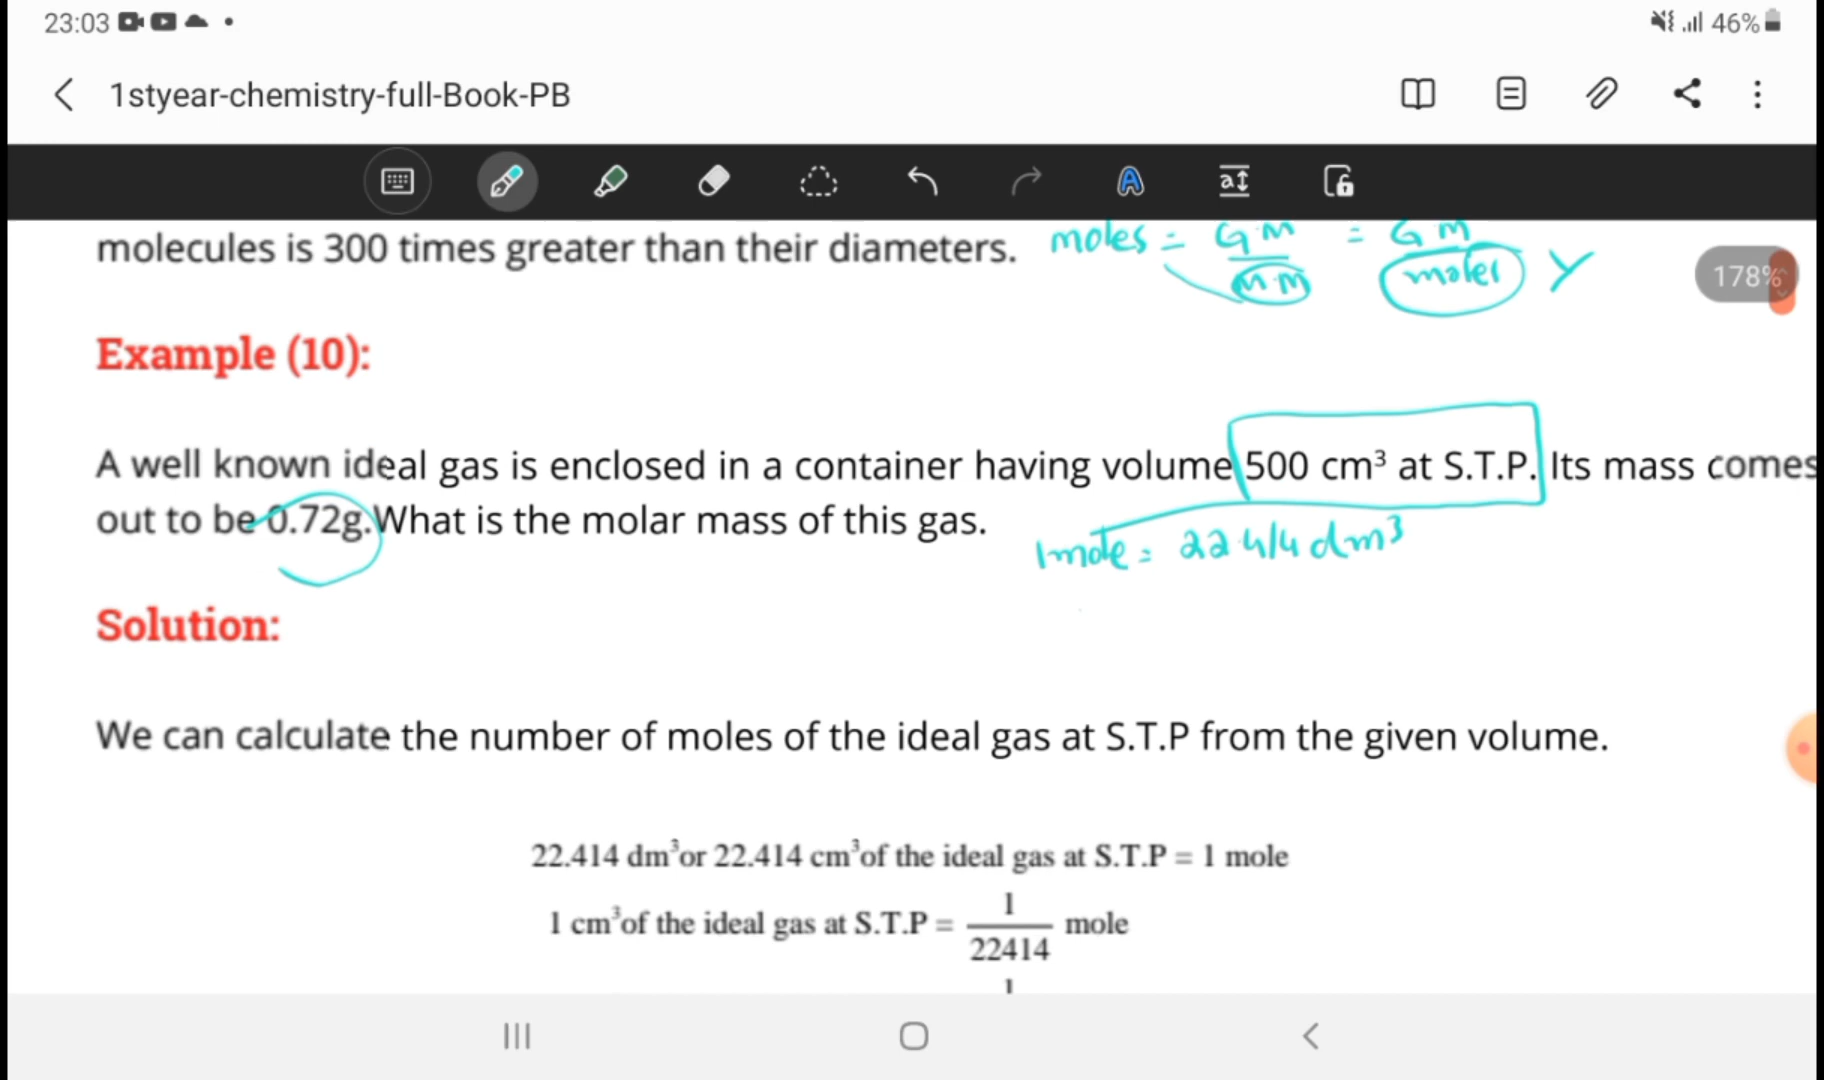 23:03
46%
1styear-chemistry-full-Book-PB
molecules is 300 times greater than their diameters. moles = G.M / M.M = G M / moles
178%
Example (10):
A well known ideal gas is enclosed in a container having volume 500 cm³ at S.T.P. Its mass comes
out to be 0.72g. What is the molar mass of this gas.
1mole = 22414 dm³
Solution:
We can calculate the number of moles of the ideal gas at S.T.P from the given volume.
22.414 dm³or 22.414 cm³of the ideal gas at S.T.P = 1 mole
1 cm³of the ideal gas at S.T.P = 1 / 22414 mole
1